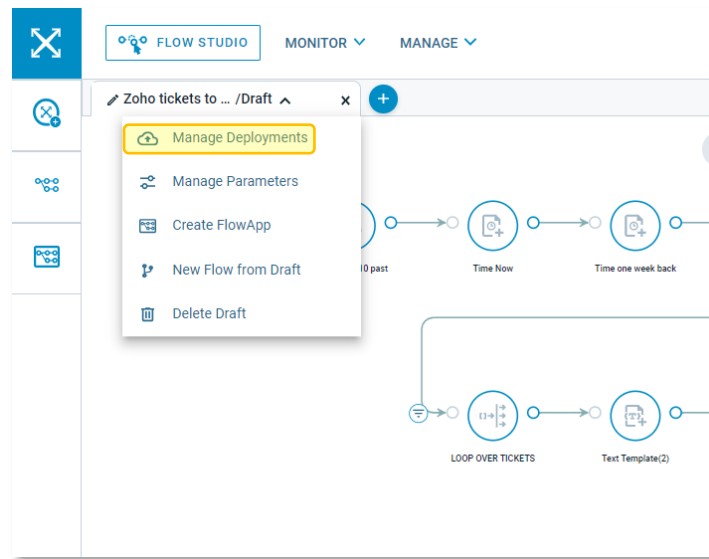 FLOW STUDIO
MONITOR
MANAGE
Zoho tickets to ... /Draft
x
Manage Deployments
Manage Parameters
Create FlowApp
New Flow from Draft
Delete Draft
10 past
Time Now
Time one week back
LOOP OVER TICKETS
Text Template(2)